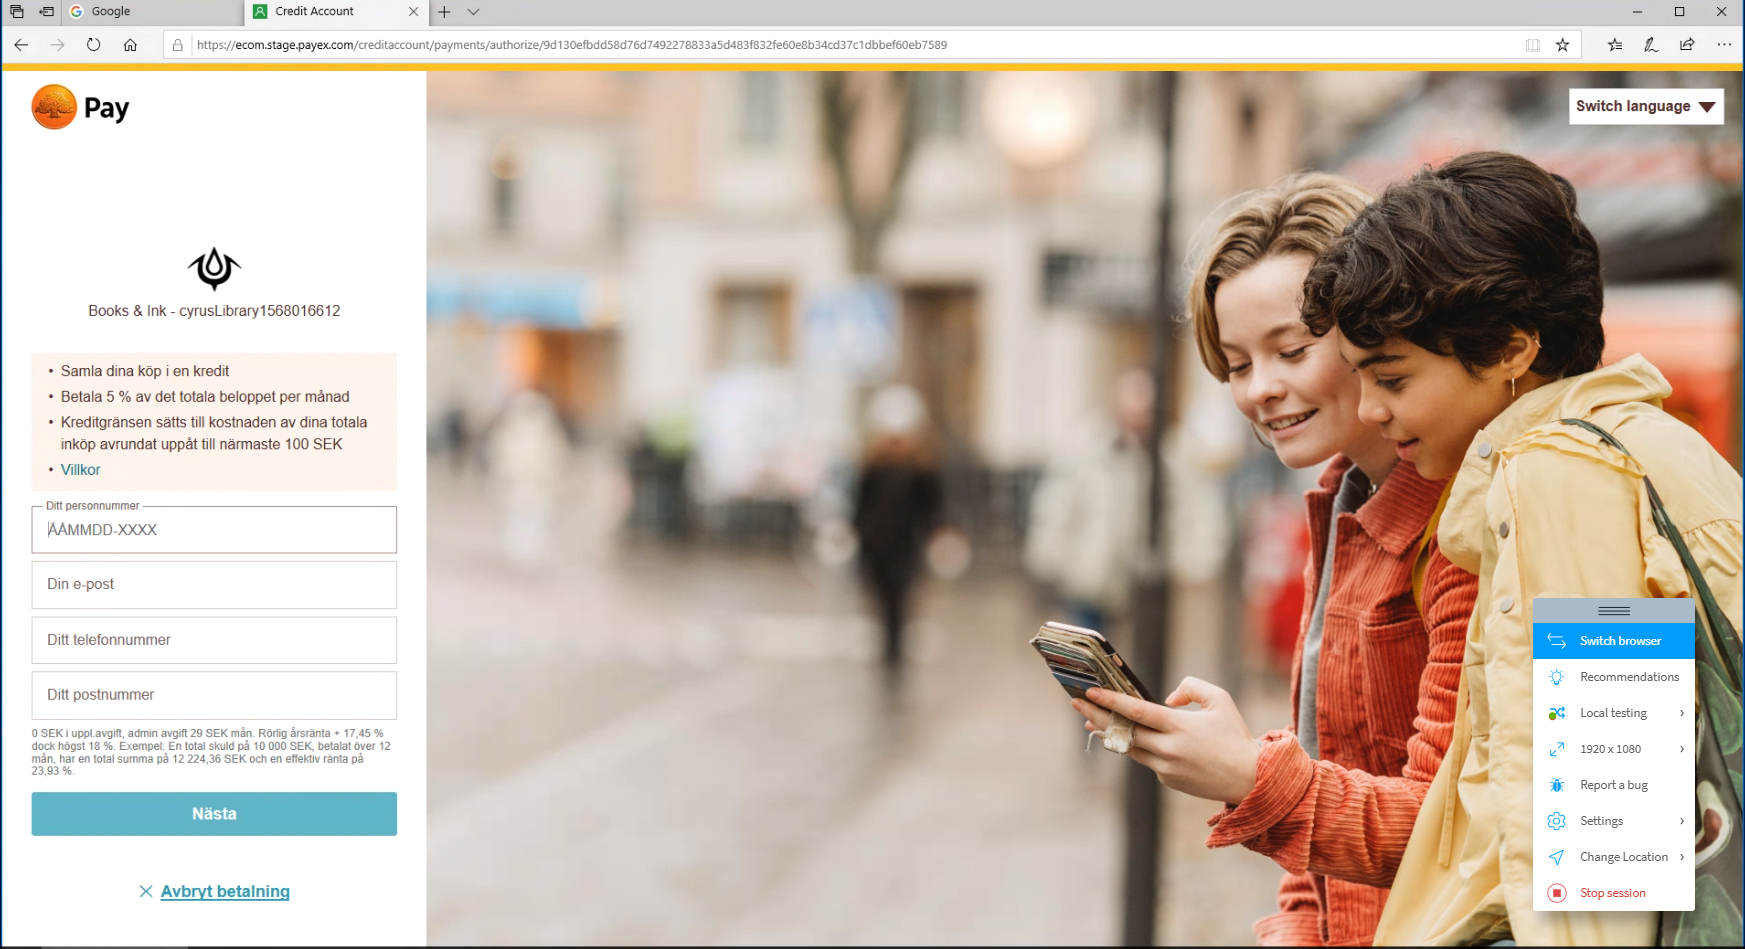 Google
Credit Account
https://ecom.stage.payex.com/creditaccount/payments/authorize/9d130efbdd58d76d7492278833a5d483f832fe60e8b34cd37c1dbbef60eb7589
Pay
Switch language
Books & Ink - cyrusLibrary1568016612
• Samla dina köp i en kredit
• Betala 5 % av det totala beloppet per månad
• Kreditgränsen sätts till kostnaden av dina totala
inköp avrundat uppåt till närmaste 100 SEK
• Villkor
Ditt personnummer
ÅÅMMDD-XXXX
Din e-post
Ditt telefonnummer
Ditt postnummer
0 SEK i uppl.avgift, admin avgift 29 SEK mån. Rörlig årsränta + 17,45 %
dock högst 18 %. Exempel: En total skuld på 10 000 SEK, betalat över 12
mån, har en total summa på 12 224,36 SEK och en effektiv ränta på
23,93 %.
Nästa
Avbryt betalning
Switch browser
Recommendations
Local testing
1920 x 1080
Report a bug
Settings
Change Location
Stop session